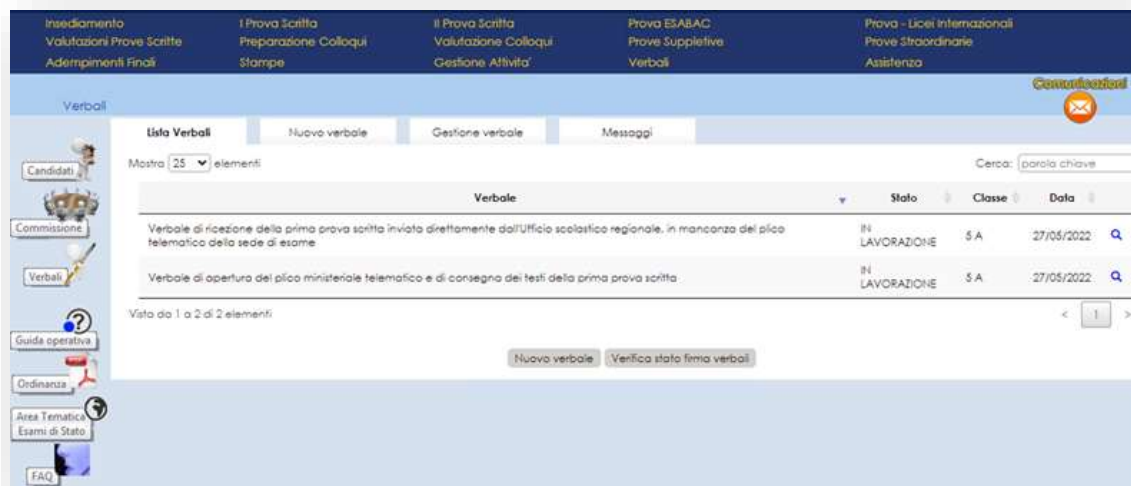 Insediamento I Prova Scritta II Prova Scritta Prova ESABAC Prova - Licei Internazionali
Valutazioni Prove Scritte Preparazione Colloqui Valutazione Colloqui Prove Suppletive Prove Straordinarie
Adempimenti Finali Stampe Gestione Attivita' Verbali Assistenza
Comunicazioni
Verbali
Lista Verbali Nuovo verbale Gestione verbale Messaggi
Mostra 25 elementi Cerca: parola chiave
Verbale Stato Classe Data
Verbale di ricezione della prima prova scritta inviata direttamente dall'Ufficio scolastico regionale, in mancanza del plico
telematico della sede di esame
IN
LAVORAZIONE
5 A 27/05/2022
Verbale di apertura del plico ministeriale telematico e di consegna dei testi della prima prova scritta
IN
LAVORAZIONE
5 A 27/05/2022
Vista da 1 a 2 di 2 elementi < 1 >
Nuovo verbale Verifica stato firma verbali
Candidati
Commissione
Verbali
Guida operativa
Ordinanza
Area Tematica
Esami di Stato
FAQ